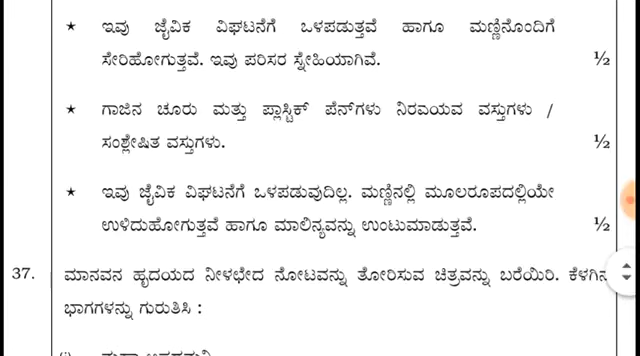 ★ ಇವು ಜೈವಿಕ ವಿಘಟನೆಗೆ ಒಳಪಡುತ್ತವೆ ಹಾಗೂ ಮಣ್ಣಿನೊಂದಿಗೆ
ಸೇರಿಹೋಗುತ್ತವೆ. ಇವು ಪರಿಸರ ಸ್ನೇಹಿಯಾಗಿವೆ. ½
★ ಗಾಜಿನ ಚೂರು ಮತ್ತು ಪ್ಲಾಸ್ಟಿಕ್ ಪೆನ್‌ಗಳು ನಿರವಯವ ವಸ್ತುಗಳು /
ಸಂಶ್ಲೇಷಿತ ವಸ್ತುಗಳು. ½
★ ಇವು ಜೈವಿಕ ವಿಘಟನೆಗೆ ಒಳಪಡುವುದಿಲ್ಲ. ಮಣ್ಣಿನಲ್ಲಿ ಮೂಲರೂಪದಲ್ಲಿಯೇ
ಉಳಿದುಹೋಗುತ್ತವೆ ಹಾಗೂ ಮಾಲಿನ್ಯವನ್ನು ಉಂಟುಮಾಡುತ್ತವೆ. ½
37. ಮಾನವನ ಹೃದಯದ ನೀಳಛೇದ ನೋಟವನ್ನು ತೋರಿಸುವ ಚಿತ್ರವನ್ನು ಬರೆಯಿರಿ. ಕೆಳಗಿನ
ಭಾಗಗಳನ್ನು ಗುರುತಿಸಿ :